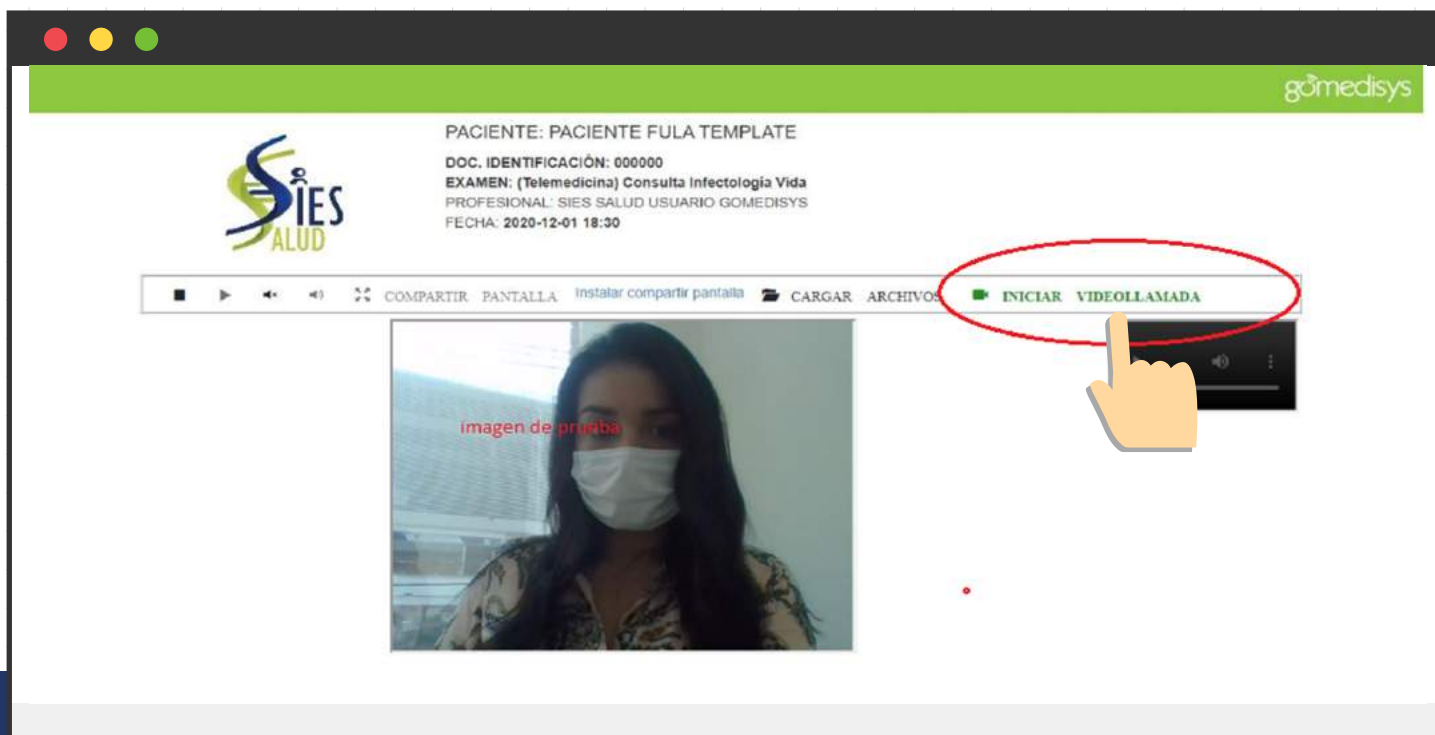 gomedisys
PACIENTE: PACIENTE FULA TEMPLATE
DOC. IDENTIFICACIÓN: 000000
EXAMEN: (Telemedicina) Consulta Infectología Vida
PROFESIONAL: SIES SALUD USUARIO GOMEDISYS
FECHA: 2020-12-01 18:30
SIES
SALUD
COMPARTIR PANTALLA Instalar compartir pantalla CARGAR ARCHIVOS INICIAR VIDEOLLAMADA
imagen de prueba